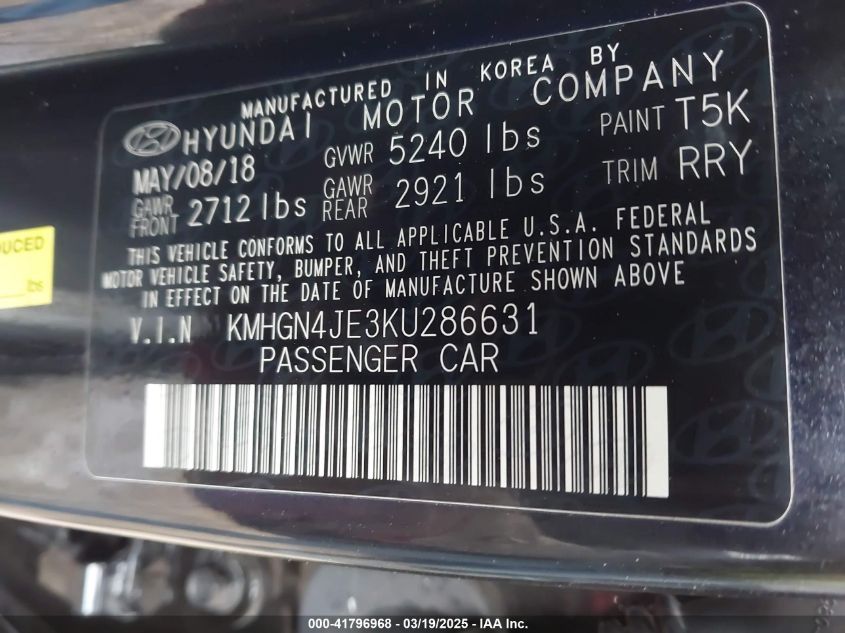 MANUFACTURED IN KOREA BY
HYUNDAI MOTOR COMPANY
MAY/08/18 GVWR 5240 lbs PAINT T5K
GAWR FRONT 2712 lbs GAWR REAR 2921 lbs TRIM RRY
THIS VEHICLE CONFORMS TO ALL APPLICABLE U.S.A. FEDERAL
MOTOR VEHICLE SAFETY, BUMPER, AND THEFT PREVENTION STANDARDS
IN EFFECT ON THE DATE OF MANUFACTURE SHOWN ABOVE
V.I.N KMHGN4JE3KU286631
PASSENGER CAR
lbs
000-41796968 - 03/19/2025 - IAA Inc.